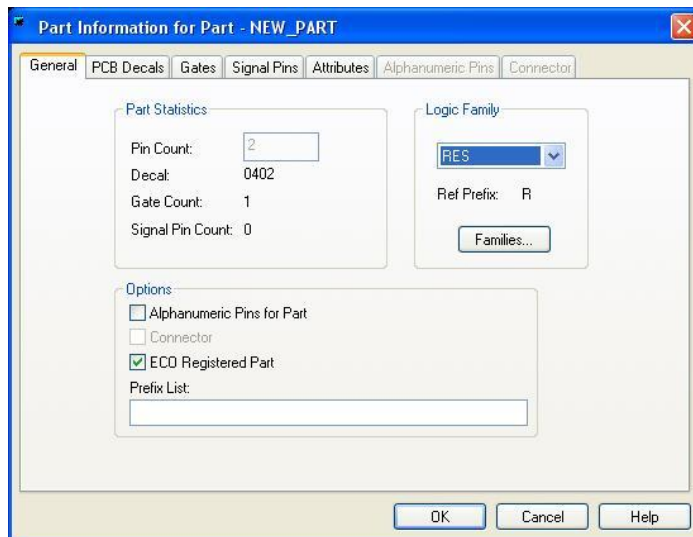 Part Information for Part - NEW_PART
General PCB Decals Gates Signal Pins Attributes Alphanumeric Pins Connector
Part Statistics
Pin Count: 2
Decal: 0402
Gate Count: 1
Signal Pin Count: 0
Logic Family
RES
Ref Prefix: R
Families...
Options
Alphanumeric Pins for Part
Connector
ECO Registered Part
Prefix List:
OK Cancel Help